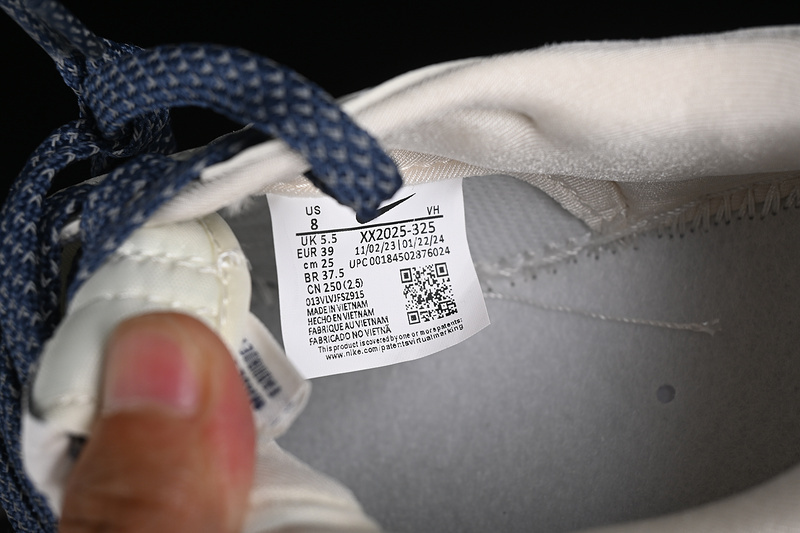 US VH
8
UK 5.5 XX2025-325
EUR 39 11/02/23 | 01/22/24
cm 25 UPC 00184502876024
BR 37.5
CN 250 (2.5)
013VLVJFSZ915
MADE IN VIETNAM
HECHO EN VIETNAM
FABRIQUE AU VIETNAM
FABRICADO NO VIETNÃ
This product is covered by one or more patents:
www.nike.com/patentsvirtualmarking